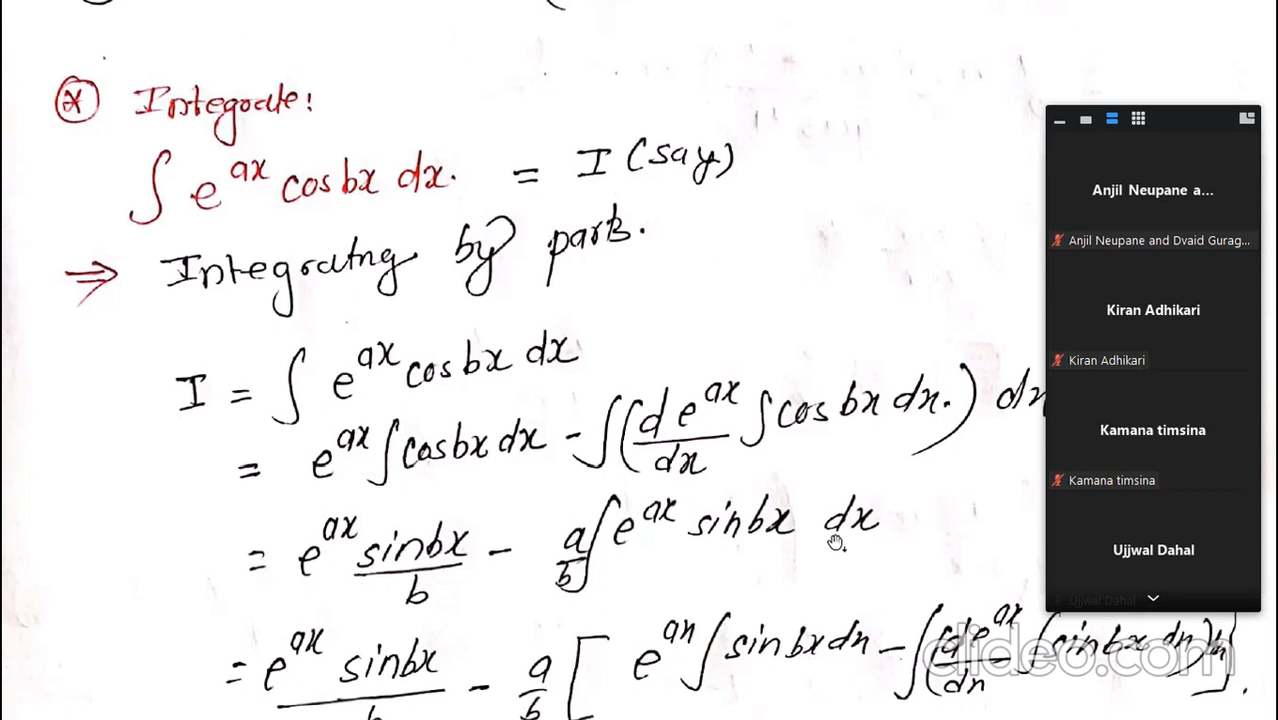 (*) Integrate:
∫ e^{ax} cos bx dx. = I (say)
⇒ Integrating by parts.
I = ∫ e^{ax} cos bx dx
= e^{ax} ∫ cos bx dx - ∫ ( d e^{ax} / dx ∫ cos bx dx. ) dx
= e^{ax} sin bx / b - a/b ∫ e^{ax} sin bx dx
= e^{ax} sin bx / b - a/b [ e^{ax} ∫ sin bx dx - ∫ ( d e^{ax} / dx ∫ sin bx dx ) dx ].
Anjil Neupane a...
Anjil Neupane and Dvaid Gurag...
Kiran Adhikari
Kiran Adhikari
Kamana timsina
Kamana timsina
Ujjwal Dahal
Ujjwal Dahal
clideo.com